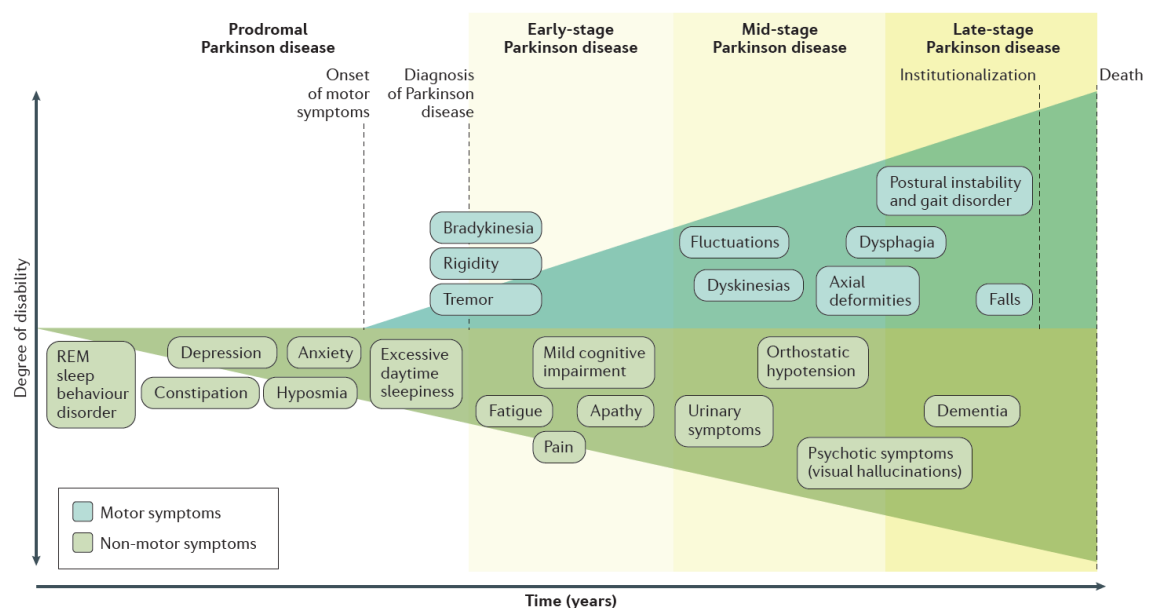 Prodromal
Parkinson disease
Early-stage
Parkinson disease
Mid-stage
Parkinson disease
Late-stage
Parkinson disease
Onset
of motor
symptoms
Diagnosis
of Parkinson
disease
Institutionalization
Death
Degree of disability
Postural instability
and gait disorder
Bradykinesia
Fluctuations
Dysphagia
Rigidity
Dyskinesias
Axial
deformities
Tremor
Falls
REM
sleep
behaviour
disorder
Depression
Anxiety
Constipation
Hyposmia
Excessive
daytime
sleepiness
Mild cognitive
impairment
Orthostatic
hypotension
Fatigue
Apathy
Urinary
symptoms
Dementia
Pain
Psychotic symptoms
(visual hallucinations)
Motor symptoms
Non-motor symptoms
Time (years)